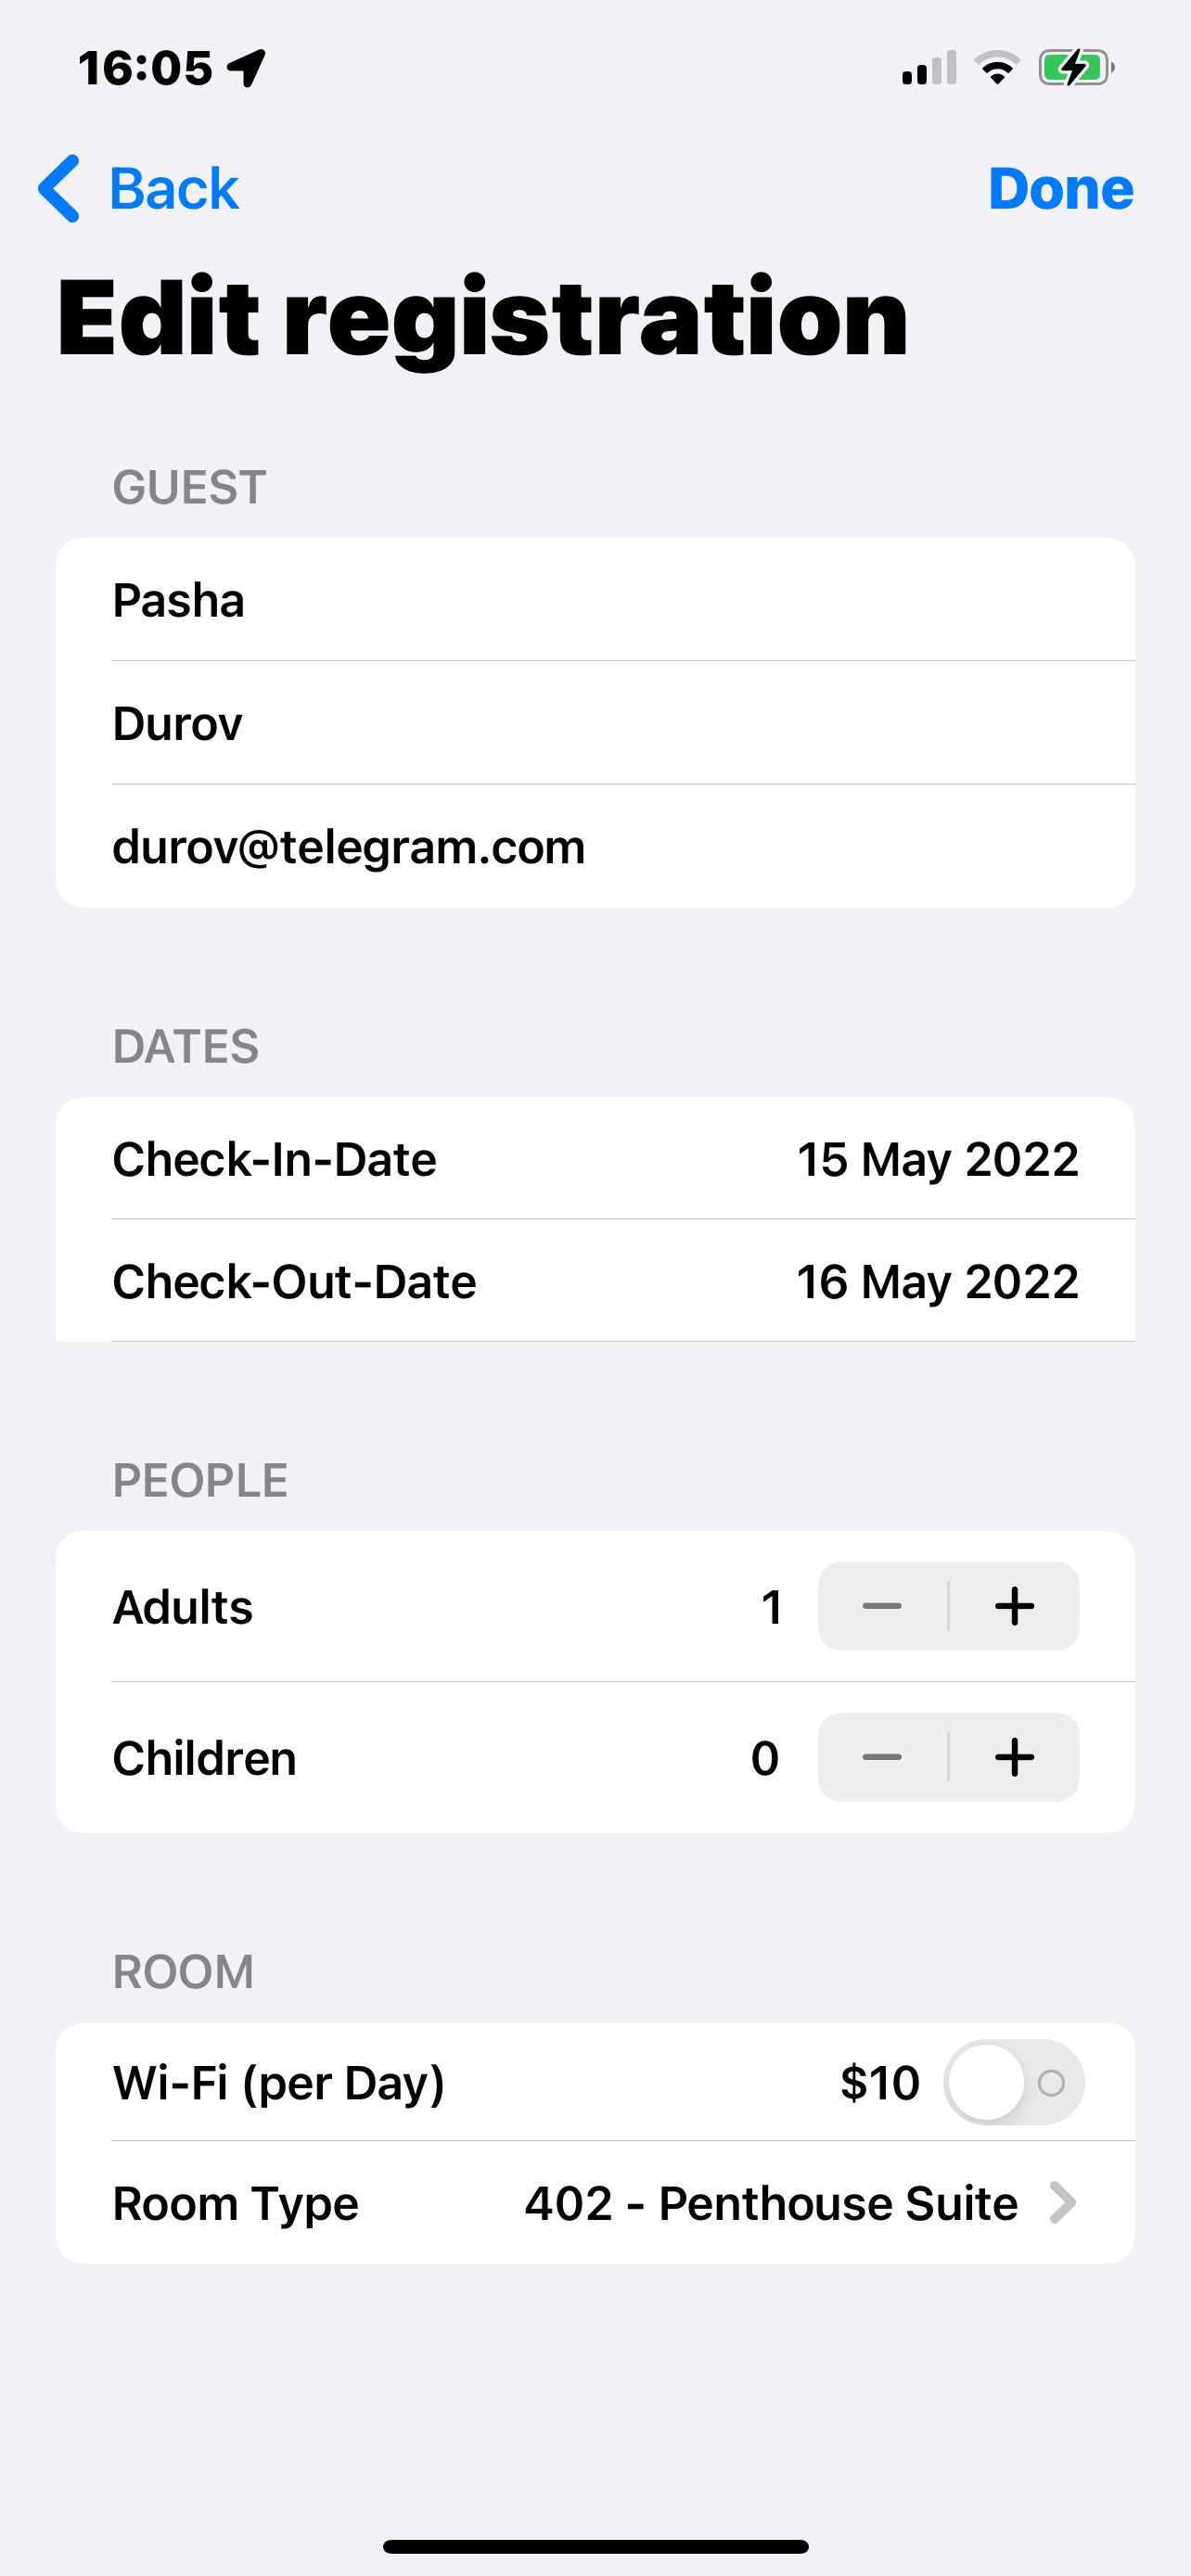 16:05
Back Done
Edit registration
GUEST
Pasha
Durov
durov@telegram.com
DATES
Check-In-Date 15 May 2022
Check-Out-Date 16 May 2022
PEOPLE
Adults 1 − +
Children 0 − +
ROOM
Wi-Fi (per Day) $10
Room Type 402 - Penthouse Suite